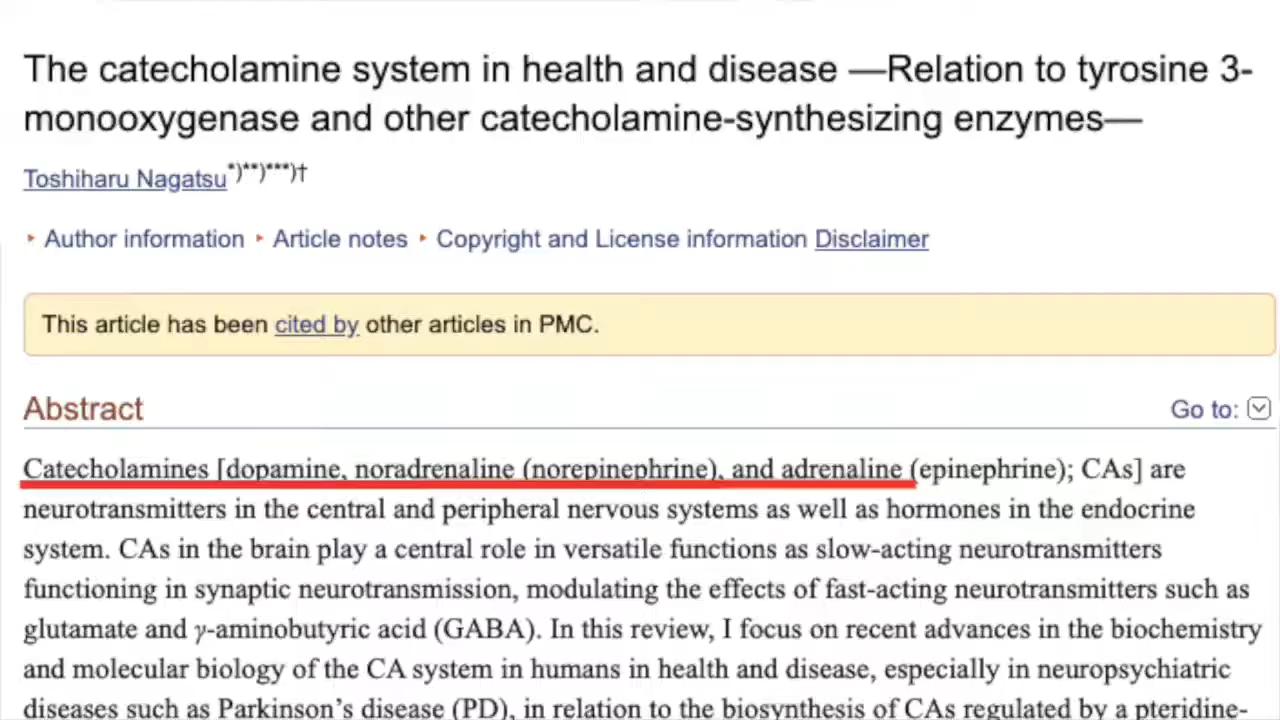 The catecholamine system in health and disease —Relation to tyrosine 3-
monooxygenase and other catecholamine-synthesizing enzymes—
Toshiharu Nagatsu*)**)***)†
‣ Author information ‣ Article notes ‣ Copyright and License information Disclaimer
This article has been cited by other articles in PMC.
Abstract Go to:
Catecholamines [dopamine, noradrenaline (norepinephrine), and adrenaline (epinephrine); CAs] are
neurotransmitters in the central and peripheral nervous systems as well as hormones in the endocrine
system. CAs in the brain play a central role in versatile functions as slow-acting neurotransmitters
functioning in synaptic neurotransmission, modulating the effects of fast-acting neurotransmitters such as
glutamate and γ-aminobutyric acid (GABA). In this review, I focus on recent advances in the biochemistry
and molecular biology of the CA system in humans in health and disease, especially in neuropsychiatric
diseases such as Parkinson’s disease (PD), in relation to the biosynthesis of CAs regulated by a pteridine-